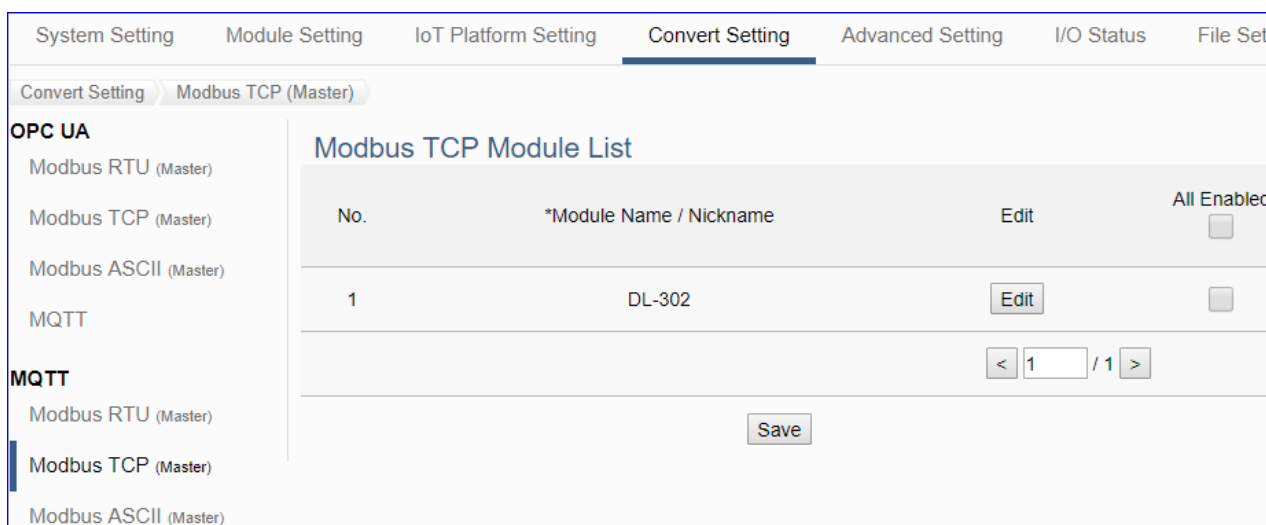 System Setting Module Setting IoT Platform Setting Convert Setting Advanced Setting I/O Status File Set
Convert Setting Modbus TCP (Master)
OPC UA
Modbus RTU (Master)
Modbus TCP (Master)
Modbus ASCII (Master)
MQTT
MQTT
Modbus RTU (Master)
Modbus TCP (Master)
Modbus ASCII (Master)
Modbus TCP Module List
No. *Module Name / Nickname Edit All Enabled
1 DL-302 Edit
< 1 / 1 >
Save